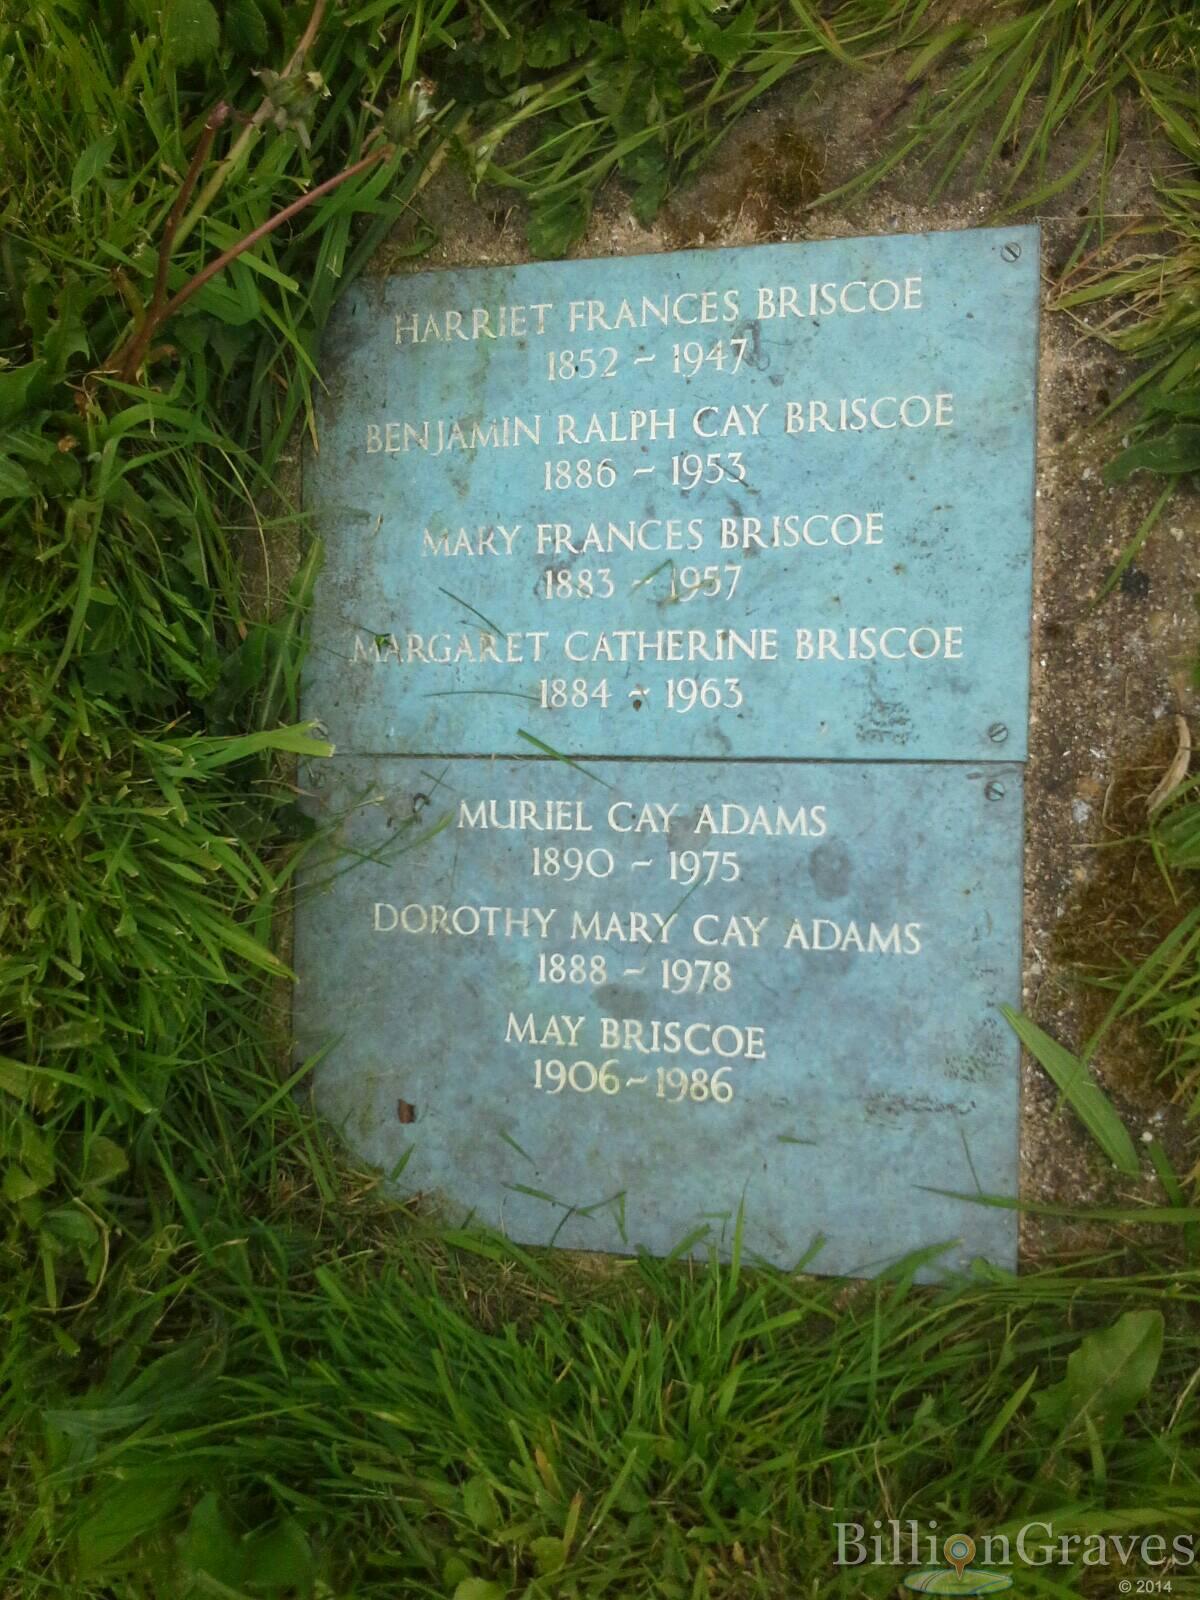 HARRIET FRANCES BRISCOE
1852 ~ 1947
BENJAMIN RALPH CAY BRISCOE
1886 ~ 1953
MARY FRANCES BRISCOE
1883 ~ 1957
MARGARET CATHERINE BRISCOE
1884 ~ 1963
MURIEL CAY ADAMS
1890 ~ 1975
DOROTHY MARY CAY ADAMS
1888 ~ 1978
MAY BRISCOE
1906 ~ 1986
BillionGraves
© 2014